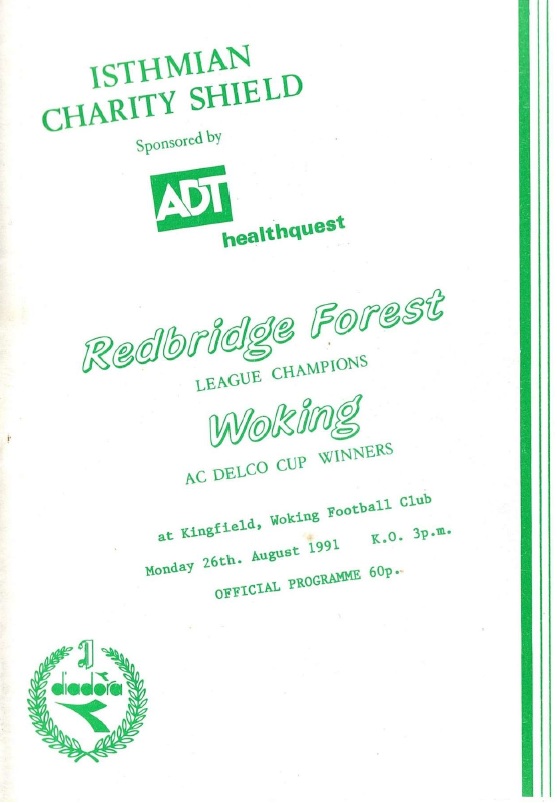 ISTHMIAN
CHARITY SHIELD
Sponsored by
ADT
healthquest
Redbridge Forest
LEAGUE CHAMPIONS
Woking
AC DELCO CUP WINNERS
at Kingfield, Woking Football Club
Monday 26th. August 1991 K.O. 3p.m.
OFFICIAL PROGRAMME 60p.
diadora